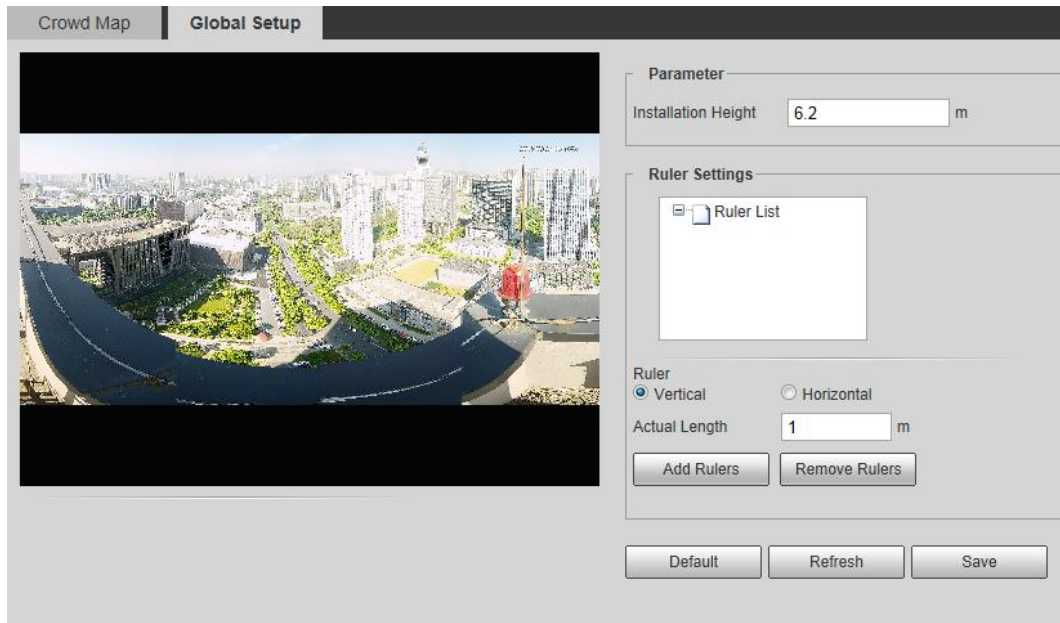 Crowd Map
Global Setup
Parameter
Installation Height 6.2 m
Ruler Settings
Ruler List
Ruler
Vertical Horizontal
Actual Length 1 m
Add Rulers Remove Rulers
Default Refresh Save